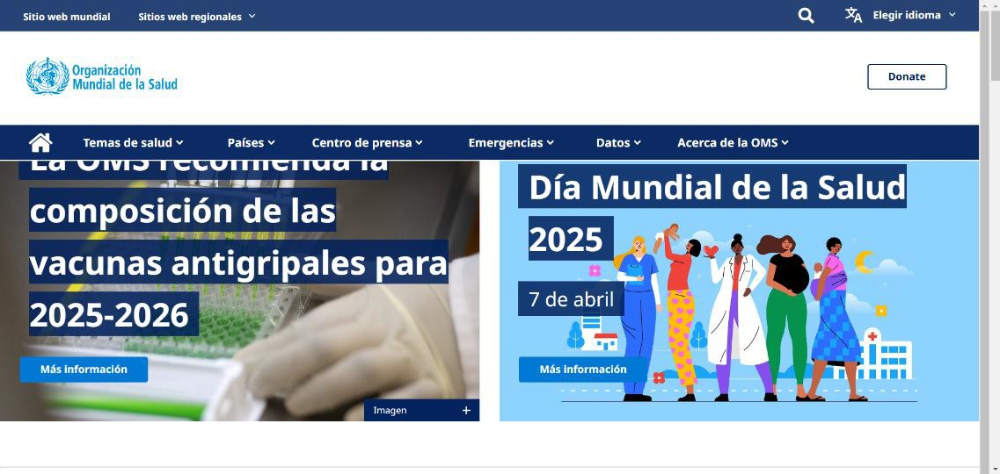 Sitio web mundial
Sitios web regionales
Elegir idioma
Organización
Mundial de la Salud
Donate
Temas de salud
Países
Centro de prensa
Emergencias
Datos
Acerca de la OMS
La OMS recomienda la
composición de las
vacunas antigripales para
2025-2026
Más información
Imagen +
Día Mundial de la Salud
2025
7 de abril
Más información